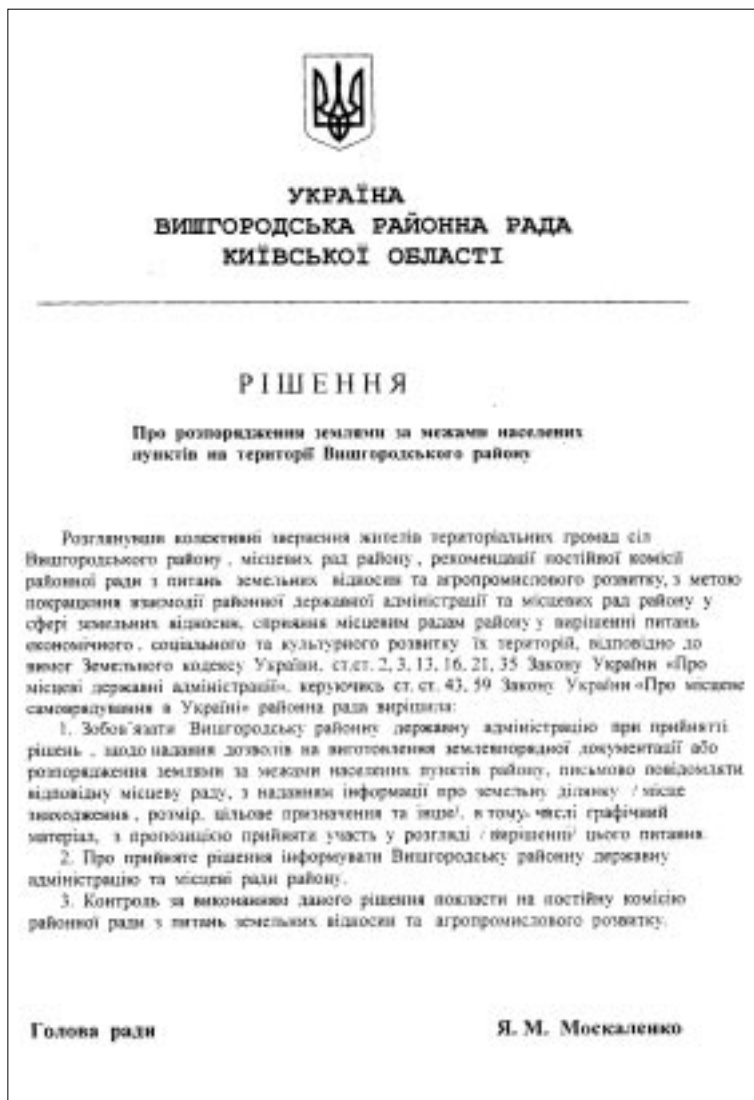 УКРАЇНА
ВИШГОРОДСЬКА РАЙОННА РАДА
КИЇВСЬКОЇ ОБЛАСТІ
РІШЕННЯ
Про розпорядження землями за межами населених
пунктів на території Вишгородського району
Розглянувши колективні звернення жителів територіальних громад сіл
Вишгородського району , місцевих рад району , рекомендації постійної комісії
районної ради з питань земельних відносин та агропромислового розвитку, з метою
покращення взаємодії районної державної адміністрації та місцевих рад району у
сфері земельних відносин, сприяння місцевим радам району у вирішенні питань
економічного , соціального та культурного розвитку їх територій, відповідно до
вимог Земельного кодексу України, ст.ст. 2, 3, 13, 16, 21, 35 Закону України «Про
місцеві державні адміністрації», керуючись ст. ст. 43, 59 Закону України «Про місцеве
самоврядування в Україні» районна рада вирішила:
1. Зобов'язати Вишгородську районну державну адміністрацію при прийнятті
рішень , щодо надання дозволів на виготовлення землевпорядної документації або
розпорядження землями за межами населених пунктів району, письмово повідомляти
відповідну місцеву раду, з наданням інформації про земельну ділянку /місце
знаходження , розмір, цільове призначення та інше/, в тому числі графічний
матеріал, з пропозицією прийняти участь у розгляді /вирішенні/ цього питання.
2. Про прийняте рішення інформувати Вишгородську районну державну
адміністрацію та місцеві ради району.
3. Контроль за виконанням даного рішення покласти на постійну комісію
районної ради з питань земельних відносин та агропромислового розвитку.
Голова ради Я. М. Москаленко